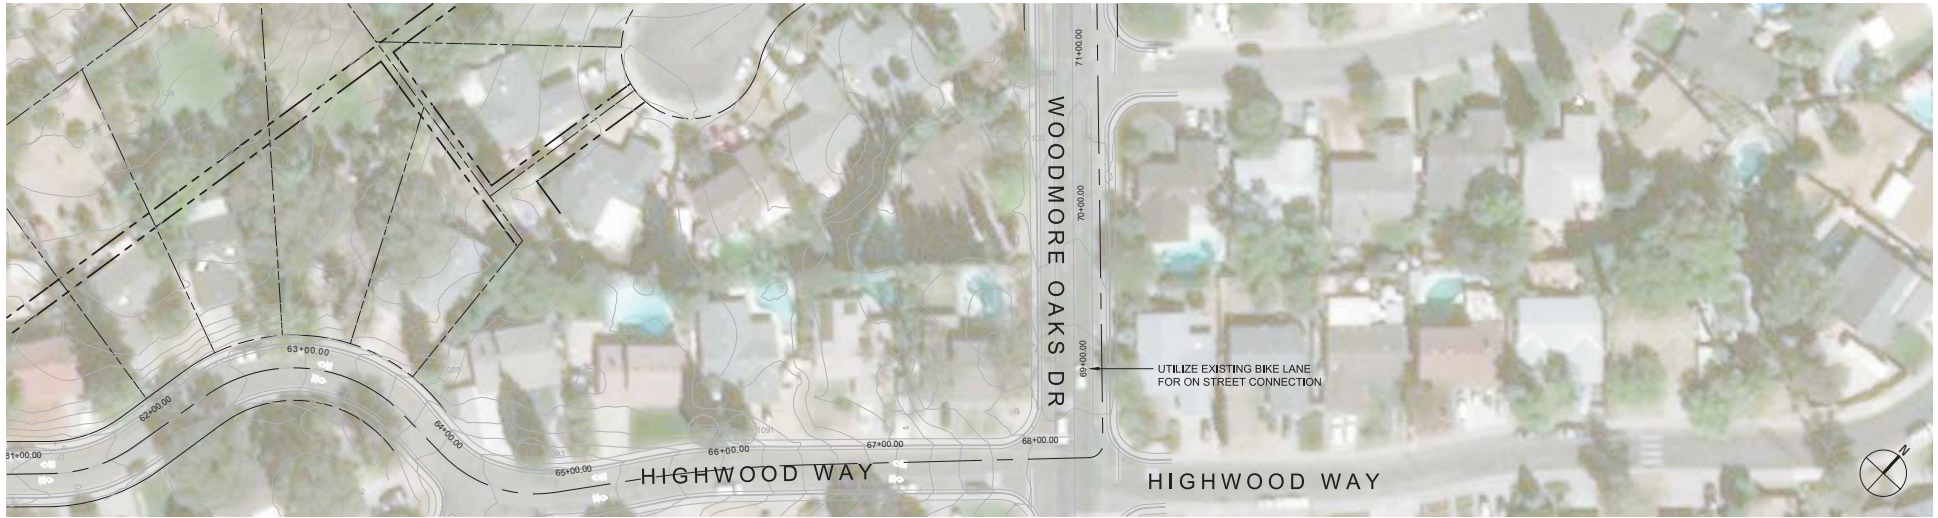 71+00.00
70+00.00
WOODMORE OAKS DR
69+00.00
UTILIZE EXISTING BIKE LANE
FOR ON STREET CONNECTION
63+00.00
62+00.00
64+00.00
61+00.00
65+00.00
66+00.00
67+00.00
68+00.00
1091
HIGHWOOD WAY
HIGHWOOD WAY
N